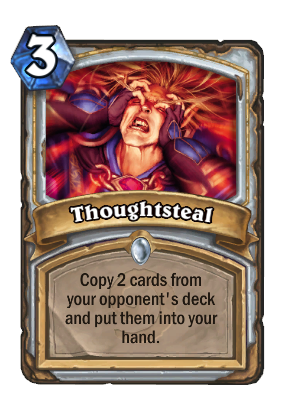 3
Thoughtsteal
Copy 2 cards from
your opponent's deck
and put them into your
hand.